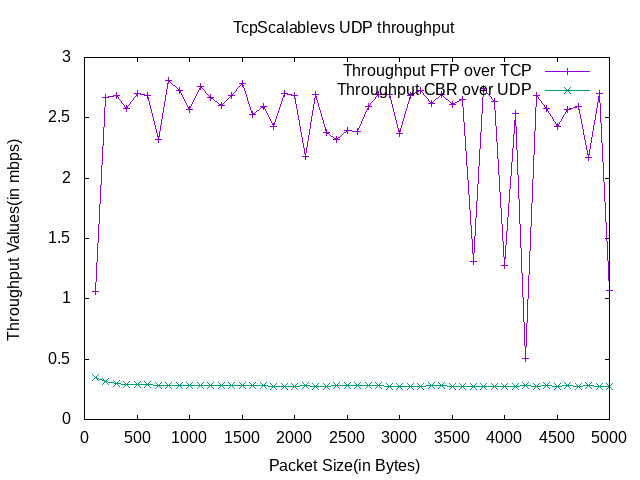 TcpScalablevs UDP throughput
Throughput FTP over TCP
Throughput CBR over UDP
Throughput Values(in mbps)
3
2.5
2
1.5
1
0.5
0
0 500 1000 1500 2000 2500 3000 3500 4000 4500 5000
Packet Size(in Bytes)